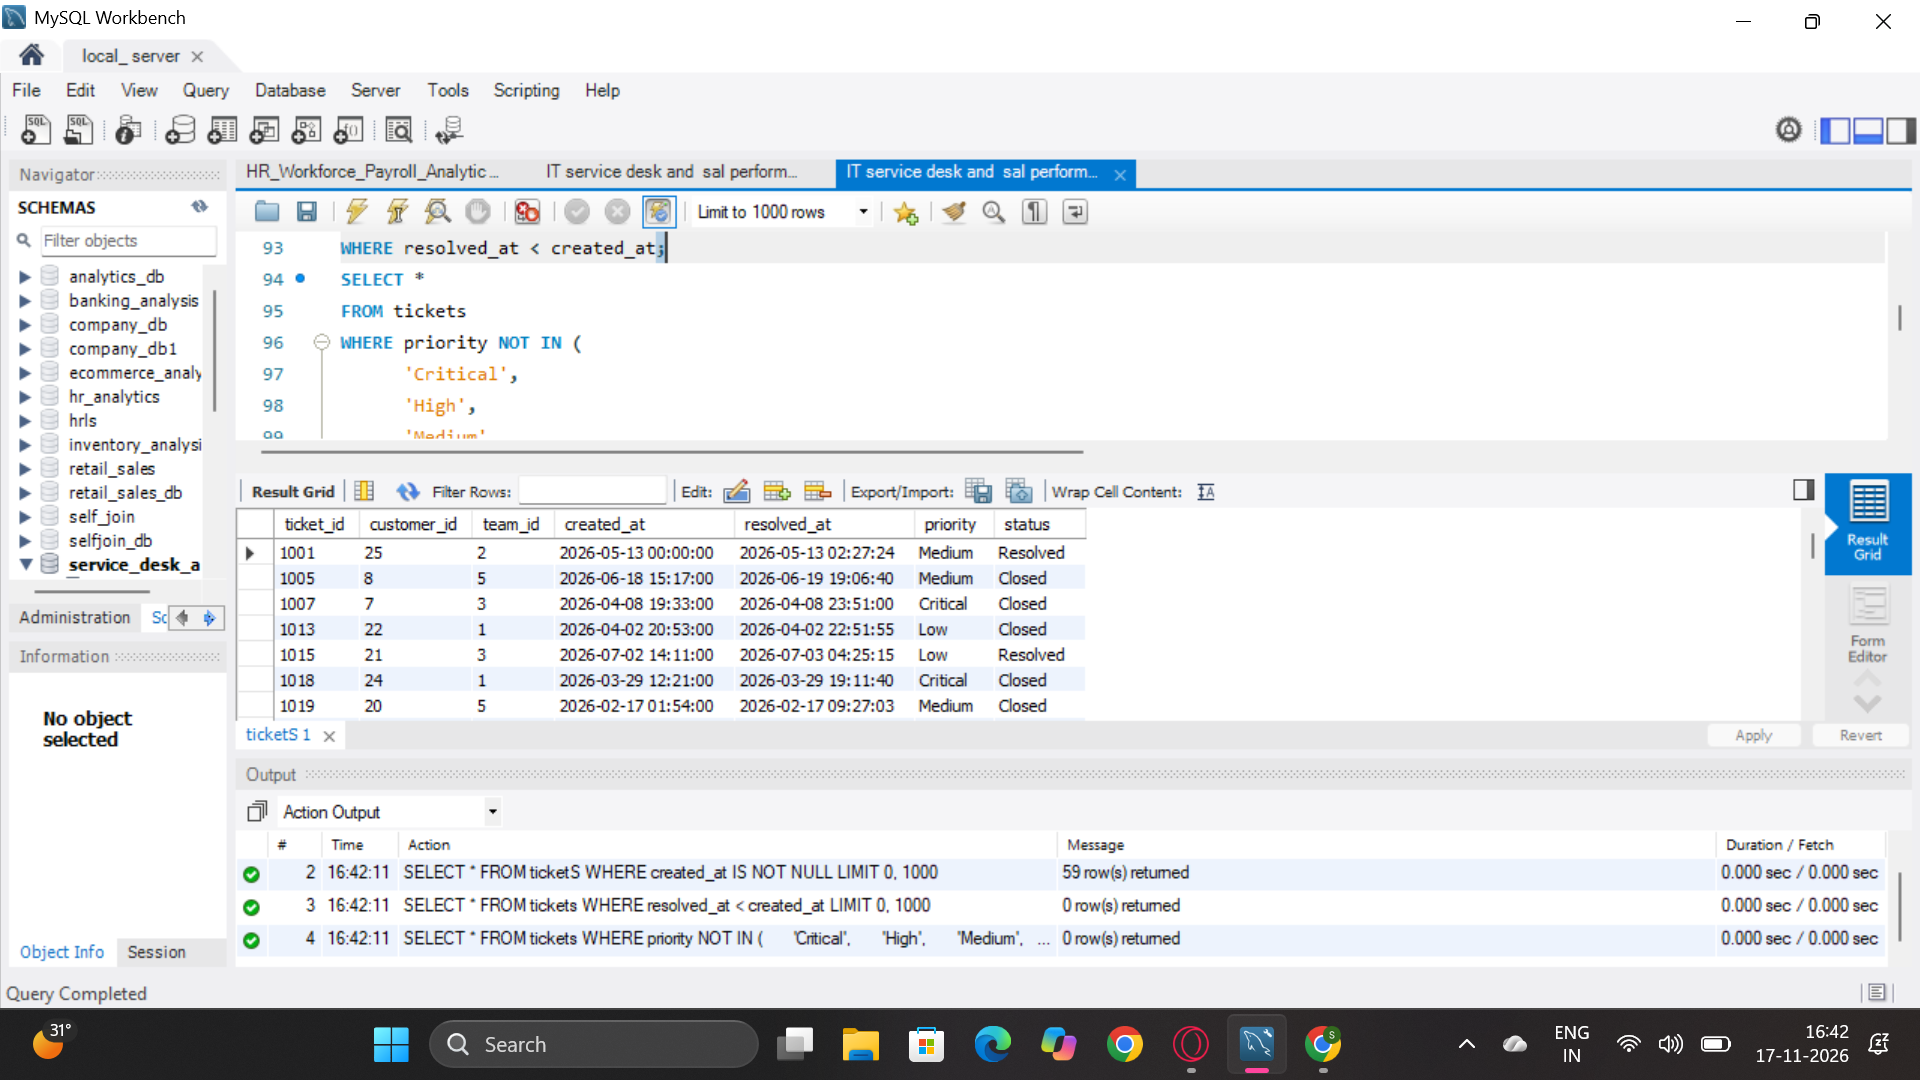 MySQL Workbench
local_ server
File Edit View Query Database Server Tools Scripting Help
Navigator
SCHEMAS
Filter objects
analytics_db
banking_analysis
company_db
company_db1
ecommerce_analy
hr_analytics
hrls
inventory_analysi
retail_sales
retail_sales_db
self_join
selfjoin_db
service_desk_a
Administration Sc
Information
No object
selected
Object Info Session
HR_Workforce_Payroll_Analytic... IT service desk and sal perform... IT service desk and sal perform...
Limit to 1000 rows
93 WHERE resolved_at < created_at;
94 SELECT *
95 FROM tickets
96 WHERE priority NOT IN (
97 'Critical',
98 'High',
99 'Medium'
Result Grid Filter Rows: Edit: Export/Import: Wrap Cell Content:
ticket_id customer_id team_id created_at resolved_at priority status
1001 25 2 2026-05-13 00:00:00 2026-05-13 02:27:24 Medium Resolved
1005 8 5 2026-06-18 15:17:00 2026-06-19 19:06:40 Medium Closed
1007 7 3 2026-04-08 19:33:00 2026-04-08 23:51:00 Critical Closed
1013 22 1 2026-04-02 20:53:00 2026-04-02 22:51:55 Low Closed
1015 21 3 2026-07-02 14:11:00 2026-07-03 04:25:15 Low Resolved
1018 24 1 2026-03-29 12:21:00 2026-03-29 19:11:40 Critical Closed
1019 20 5 2026-02-17 01:54:00 2026-02-17 09:27:03 Medium Closed
Result
Grid
Form
Editor
ticketS 1
Apply Revert
Output
Action Output
# Time Action Message Duration / Fetch
2 16:42:11 SELECT * FROM ticketS WHERE created_at IS NOT NULL LIMIT 0, 1000 59 row(s) returned 0.000 sec / 0.000 sec
3 16:42:11 SELECT * FROM tickets WHERE resolved_at < created_at LIMIT 0, 1000 0 row(s) returned 0.000 sec / 0.000 sec
4 16:42:11 SELECT * FROM tickets WHERE priority NOT IN ( 'Critical', 'High', 'Medium', ... 0 row(s) returned 0.000 sec / 0.000 sec
Query Completed
31°
Search
ENG
IN
16:42
17-11-2026